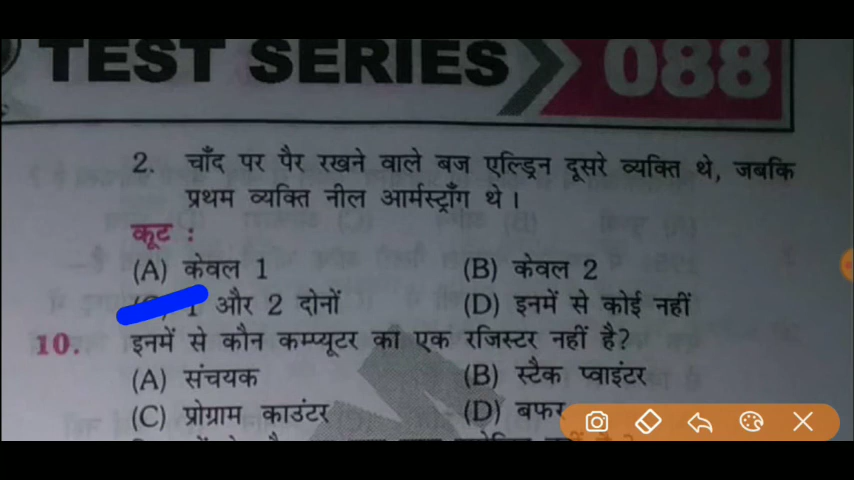 TEST SERIES 088
2. चाँद पर पैर रखने वाले बज एल्ड्रिन दूसरे व्यक्ति थे, जबकि
प्रथम व्यक्ति नील आर्मस्ट्राँग थे।
कूट :
(A) केवल 1 (B) केवल 2
1 और 2 दोनों (D) इनमें से कोई नहीं
10. इनमें से कौन कम्प्यूटर की एक रजिस्टर नहीं है?
(A) संचयक (B) स्टैक प्वाइंटर
(C) प्रोग्राम काउंटर (D) बफर